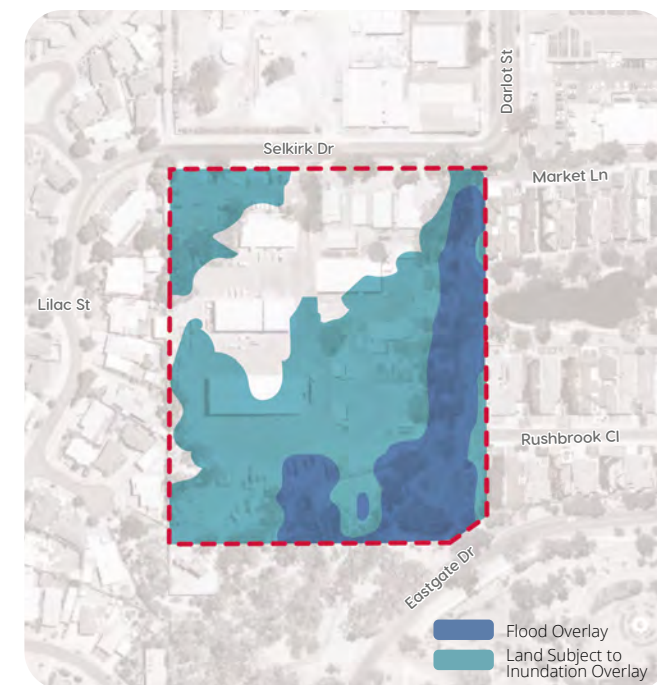 Darlot St
Selkirk Dr
Market Ln
Lilac St
Rushbrook Cl
Eastgate Dr
Flood Overlay
Land Subject to
Inundation Overlay